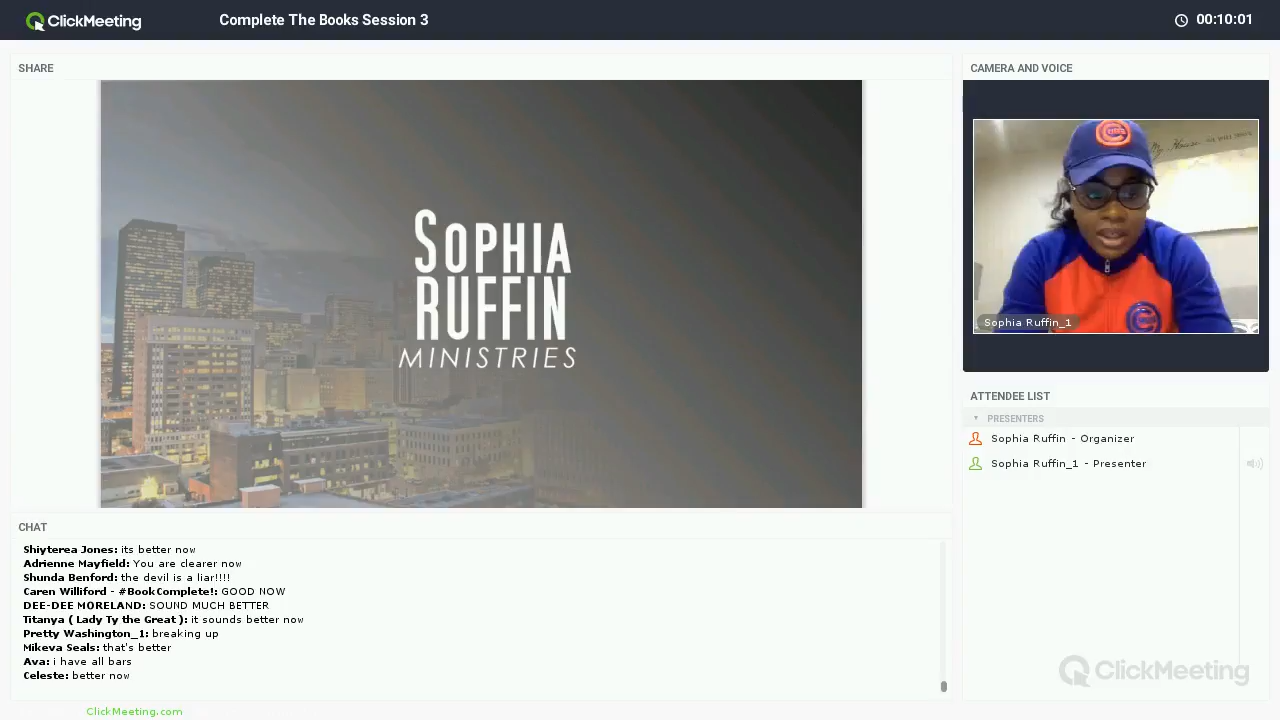 ClickMeeting
Complete The Books Session 3
00:10:01
SHARE
SOPHIA
RUFFIN
MINISTRIES
CAMERA AND VOICE
Sophia Ruffin_1
ATTENDEE LIST
PRESENTERS
Sophia Ruffin - Organizer
Sophia Ruffin_1 - Presenter
CHAT
Shiyterea Jones: its better now
Adrienne Mayfield: You are clearer now
Shunda Benford: the devil is a liar!!!!
Caren Williford - #BookComplete!: GOOD NOW
DEE-DEE MORELAND: SOUND MUCH BETTER
Titanya ( Lady Ty the Great ): it sounds better now
Pretty Washington_1: breaking up
Mikeva Seals: that's better
Ava: i have all bars
Celeste: better now
ClickMeeting
ClickMeeting.com